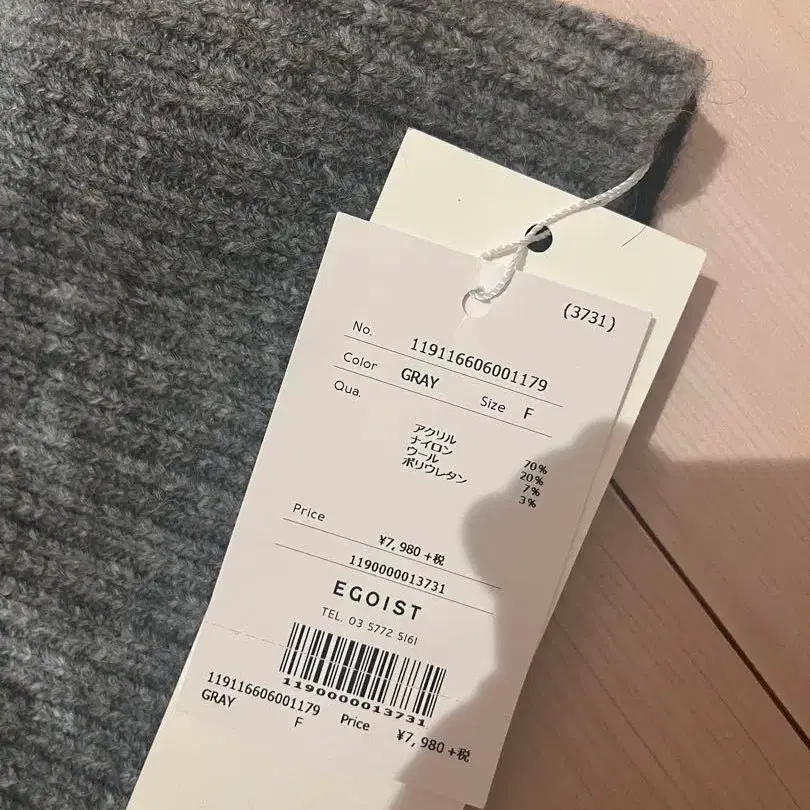 (3731)
No. 119116606001179
Color GRAY Size F
Qua.
アクリル 70%
ナイロン 20%
ウール 7%
ポリウレタン 3%
Price ¥7,980+税
1190000013731
EGOIST
TEL. 03 5772 5161
1190000013731
119116606001179
GRAY F Price ¥7,980+税